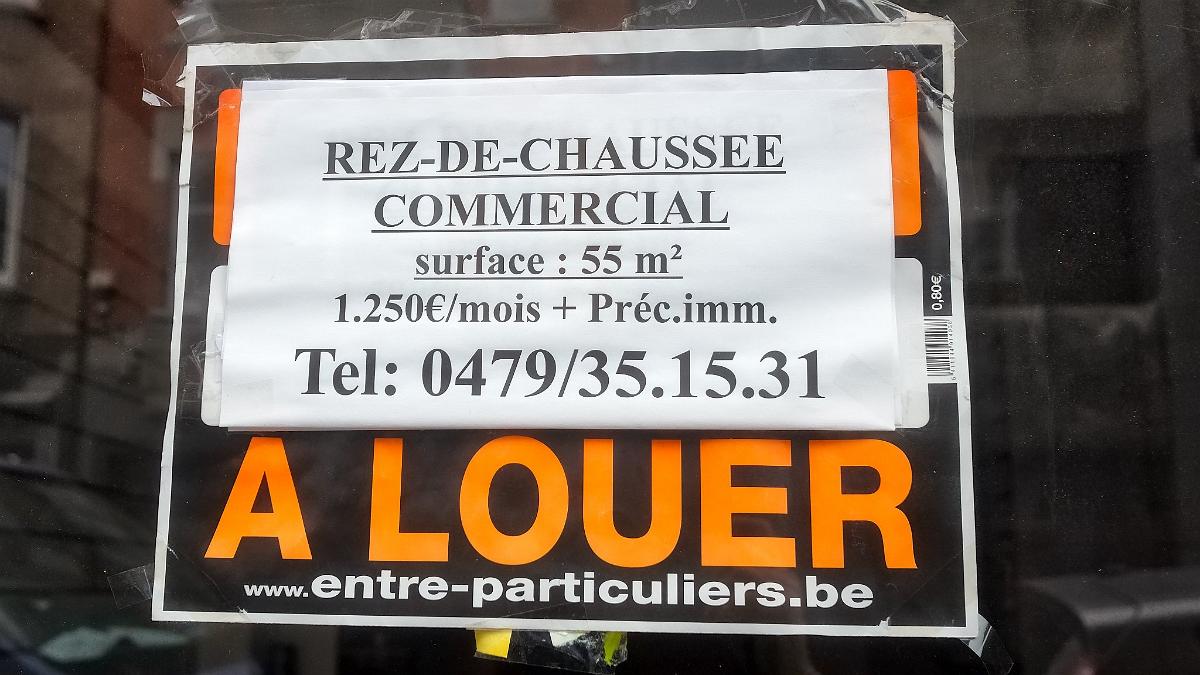 REZ-DE-CHAUSSEE
COMMERCIAL
surface : 55 m²
1.250€/mois + Préc.imm.
Tel: 0479/35.15.31
0,80€
A LOUER
www.entre-particuliers.be